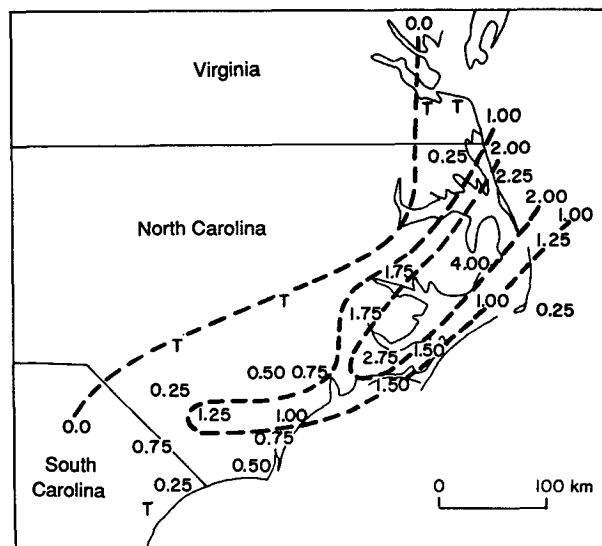 0.0
Virginia
T T
1.00
0.25 2.00
2.25
2.00
North Carolina 1.00
1.75 4.00 1.25
1.75 1.00 0.25
T
T
2.75 1.50
0.50 0.75 1.50
0.25
1.25 1.00
0.0
0.75 0.75
South
Carolina
0.50
0.25
T
0 100 km